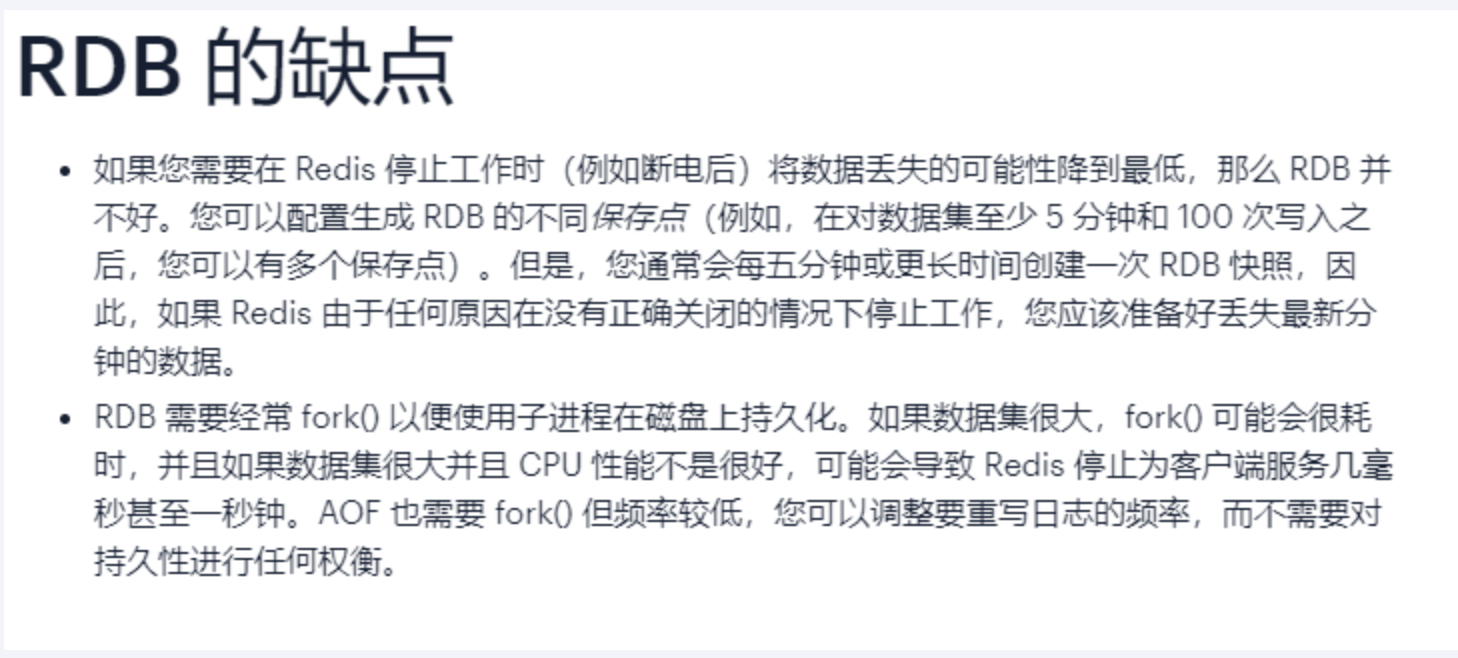 RDB 的缺点
• 如果您需要在 Redis 停止工作时（例如断电后）将数据丢失的可能性降到最低，那么 RDB 并
不好。您可以配置生成 RDB 的不同保存点（例如，在对数据集至少 5 分钟和 100 次写入之
后，您可以有多个保存点）。但是，您通常会每五分钟或更长时间创建一次 RDB 快照，因
此，如果 Redis 由于任何原因在没有正确关闭的情况下停止工作，您应该准备好丢失最新分
钟的数据。
• RDB 需要经常 fork() 以便使用子进程在磁盘上持久化。如果数据集很大，fork() 可能会很耗
时，并且如果数据集很大并且 CPU 性能不是很好，可能会导致 Redis 停止为客户端服务几毫
秒甚至一秒钟。AOF 也需要 fork() 但频率较低，您可以调整要重写日志的频率，而不需要对
持久性进行任何权衡。